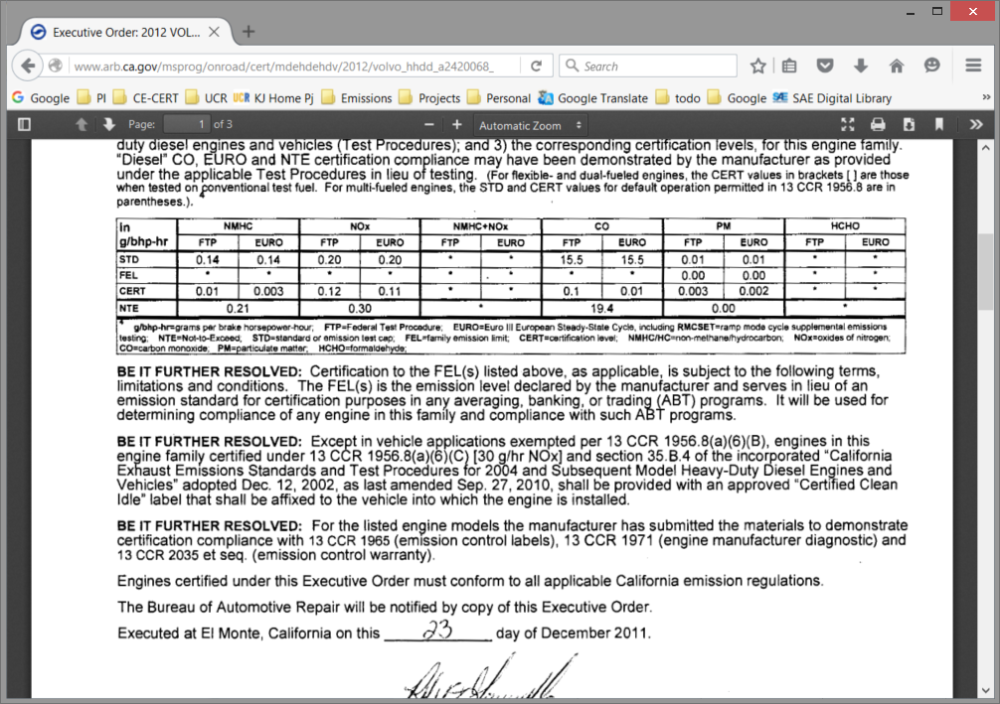 Executive Order: 2012 VOL...
www.arb.ca.gov/msprog/onroad/cert/mdehdehdv/2012/volvo_hhdd_a2420068_
Search
Google PI CE-CERT UCR UCR KJ Home Pj Emissions Projects Personal Google Translate todo Google SAE SAE Digital Library
Page: 1 of 3 Automatic Zoom
duty diesel engines and vehicles (Test Procedures); and 3) the corresponding certification levels, for this engine family.
"Diesel" CO, EURO and NTE certification compliance may have been demonstrated by the manufacturer as provided
under the applicable Test Procedures in lieu of testing. (For flexible- and dual-fueled engines, the CERT values in brackets [ ] are those
when tested on conventional test fuel. For multi-fueled engines, the STD and CERT values for default operation permitted in 13 CCR 1956.8 are in
parentheses.).
in NMHC NOx NMHC+NOx CO PM HCHO
g/bhp-hr FTP EURO FTP EURO FTP EURO FTP EURO FTP EURO FTP EURO
STD 0.14 0.14 0.20 0.20 * * 15.5 15.5 0.01 0.01 * *
FEL * * * * * * * * 0.00 0.00 * *
CERT 0.01 0.003 0.12 0.11 * * 0.1 0.01 0.003 0.002 * *
NTE 0.21 0.30 * 19.4 0.00 *
* g/bhp-hr=grams per brake horsepower-hour; FTP=Federal Test Procedure; EURO=Euro III European Steady-State Cycle, including RMCSET=ramp mode cycle supplemental emissions
testing; NTE=Not-to-Exceed; STD=standard or emission test cap; FEL=family emission limit; CERT=certification level; NMHC/HC=non-methane/hydrocarbon; NOx=oxides of nitrogen;
CO=carbon monoxide; PM=particulate matter; HCHO=formaldehyde;
BE IT FURTHER RESOLVED: Certification to the FEL(s) listed above, as applicable, is subject to the following terms,
limitations and conditions. The FEL(s) is the emission level declared by the manufacturer and serves in lieu of an
emission standard for certification purposes in any averaging, banking, or trading (ABT) programs. It will be used for
determining compliance of any engine in this family and compliance with such ABT programs.
BE IT FURTHER RESOLVED: Except in vehicle applications exempted per 13 CCR 1956.8(a)(6)(B), engines in this
engine family certified under 13 CCR 1956.8(a)(6)(C) [30 g/hr NOx] and section 35.B.4 of the incorporated "California
Exhaust Emissions Standards and Test Procedures for 2004 and Subsequent Model Heavy-Duty Diesel Engines and
Vehicles" adopted Dec. 12, 2002, as last amended Sep. 27, 2010, shall be provided with an approved "Certified Clean
Idle" label that shall be affixed to the vehicle into which the engine is installed.
BE IT FURTHER RESOLVED: For the listed engine models the manufacturer has submitted the materials to demonstrate
certification compliance with 13 CCR 1965 (emission control labels), 13 CCR 1971 (engine manufacturer diagnostic) and
13 CCR 2035 et seq. (emission control warranty).
Engines certified under this Executive Order must conform to all applicable California emission regulations.
The Bureau of Automotive Repair will be notified by copy of this Executive Order.
Executed at El Monte, California on this 23 day of December 2011.